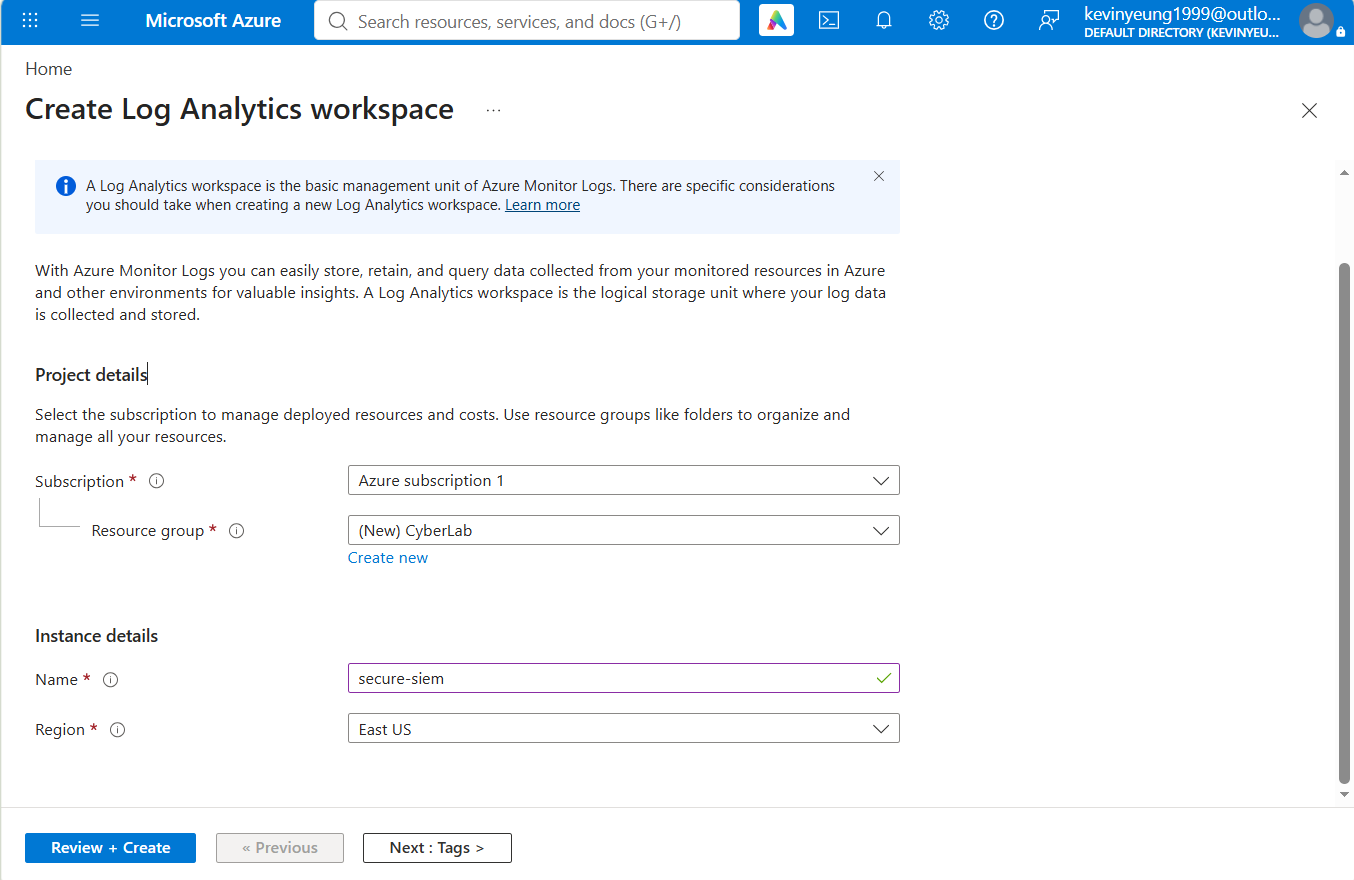 Microsoft Azure
Search resources, services, and docs (G+/)
kevinyeung1999@outlo...
DEFAULT DIRECTORY (KEVINYEU...
Home
Create Log Analytics workspace ...
A Log Analytics workspace is the basic management unit of Azure Monitor Logs. There are specific considerations
you should take when creating a new Log Analytics workspace. Learn more
With Azure Monitor Logs you can easily store, retain, and query data collected from your monitored resources in Azure
and other environments for valuable insights. A Log Analytics workspace is the logical storage unit where your log data
is collected and stored.
Project details
Select the subscription to manage deployed resources and costs. Use resource groups like folders to organize and
manage all your resources.
Subscription *
Azure subscription 1
Resource group *
(New) CyberLab
Create new
Instance details
Name *
secure-siem
Region *
East US
Review + Create
« Previous
Next : Tags >